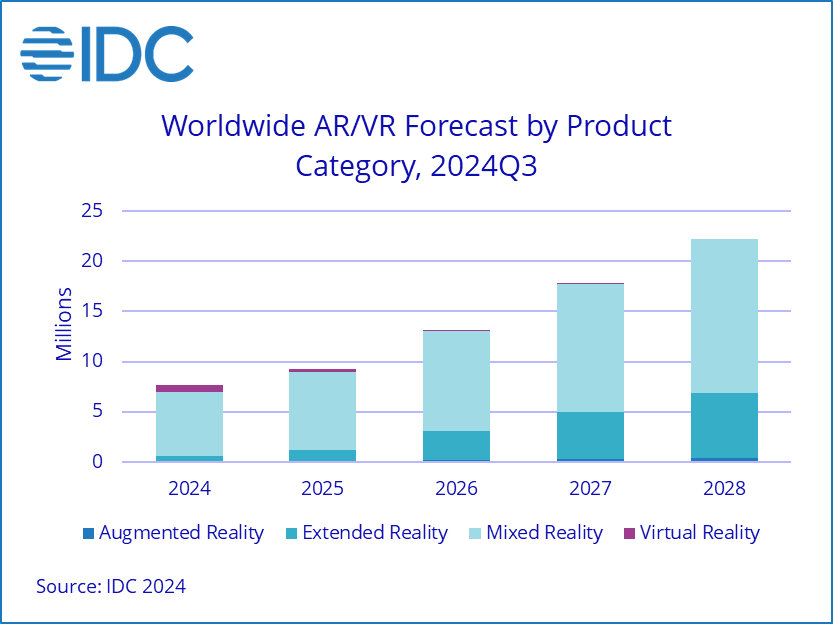 IDC
Worldwide AR/VR Forecast by Product
Category, 2024Q3
Millions
25
20
15
10
5
0
2024 2025 2026 2027 2028
Augmented Reality Extended Reality Mixed Reality Virtual Reality
Source: IDC 2024